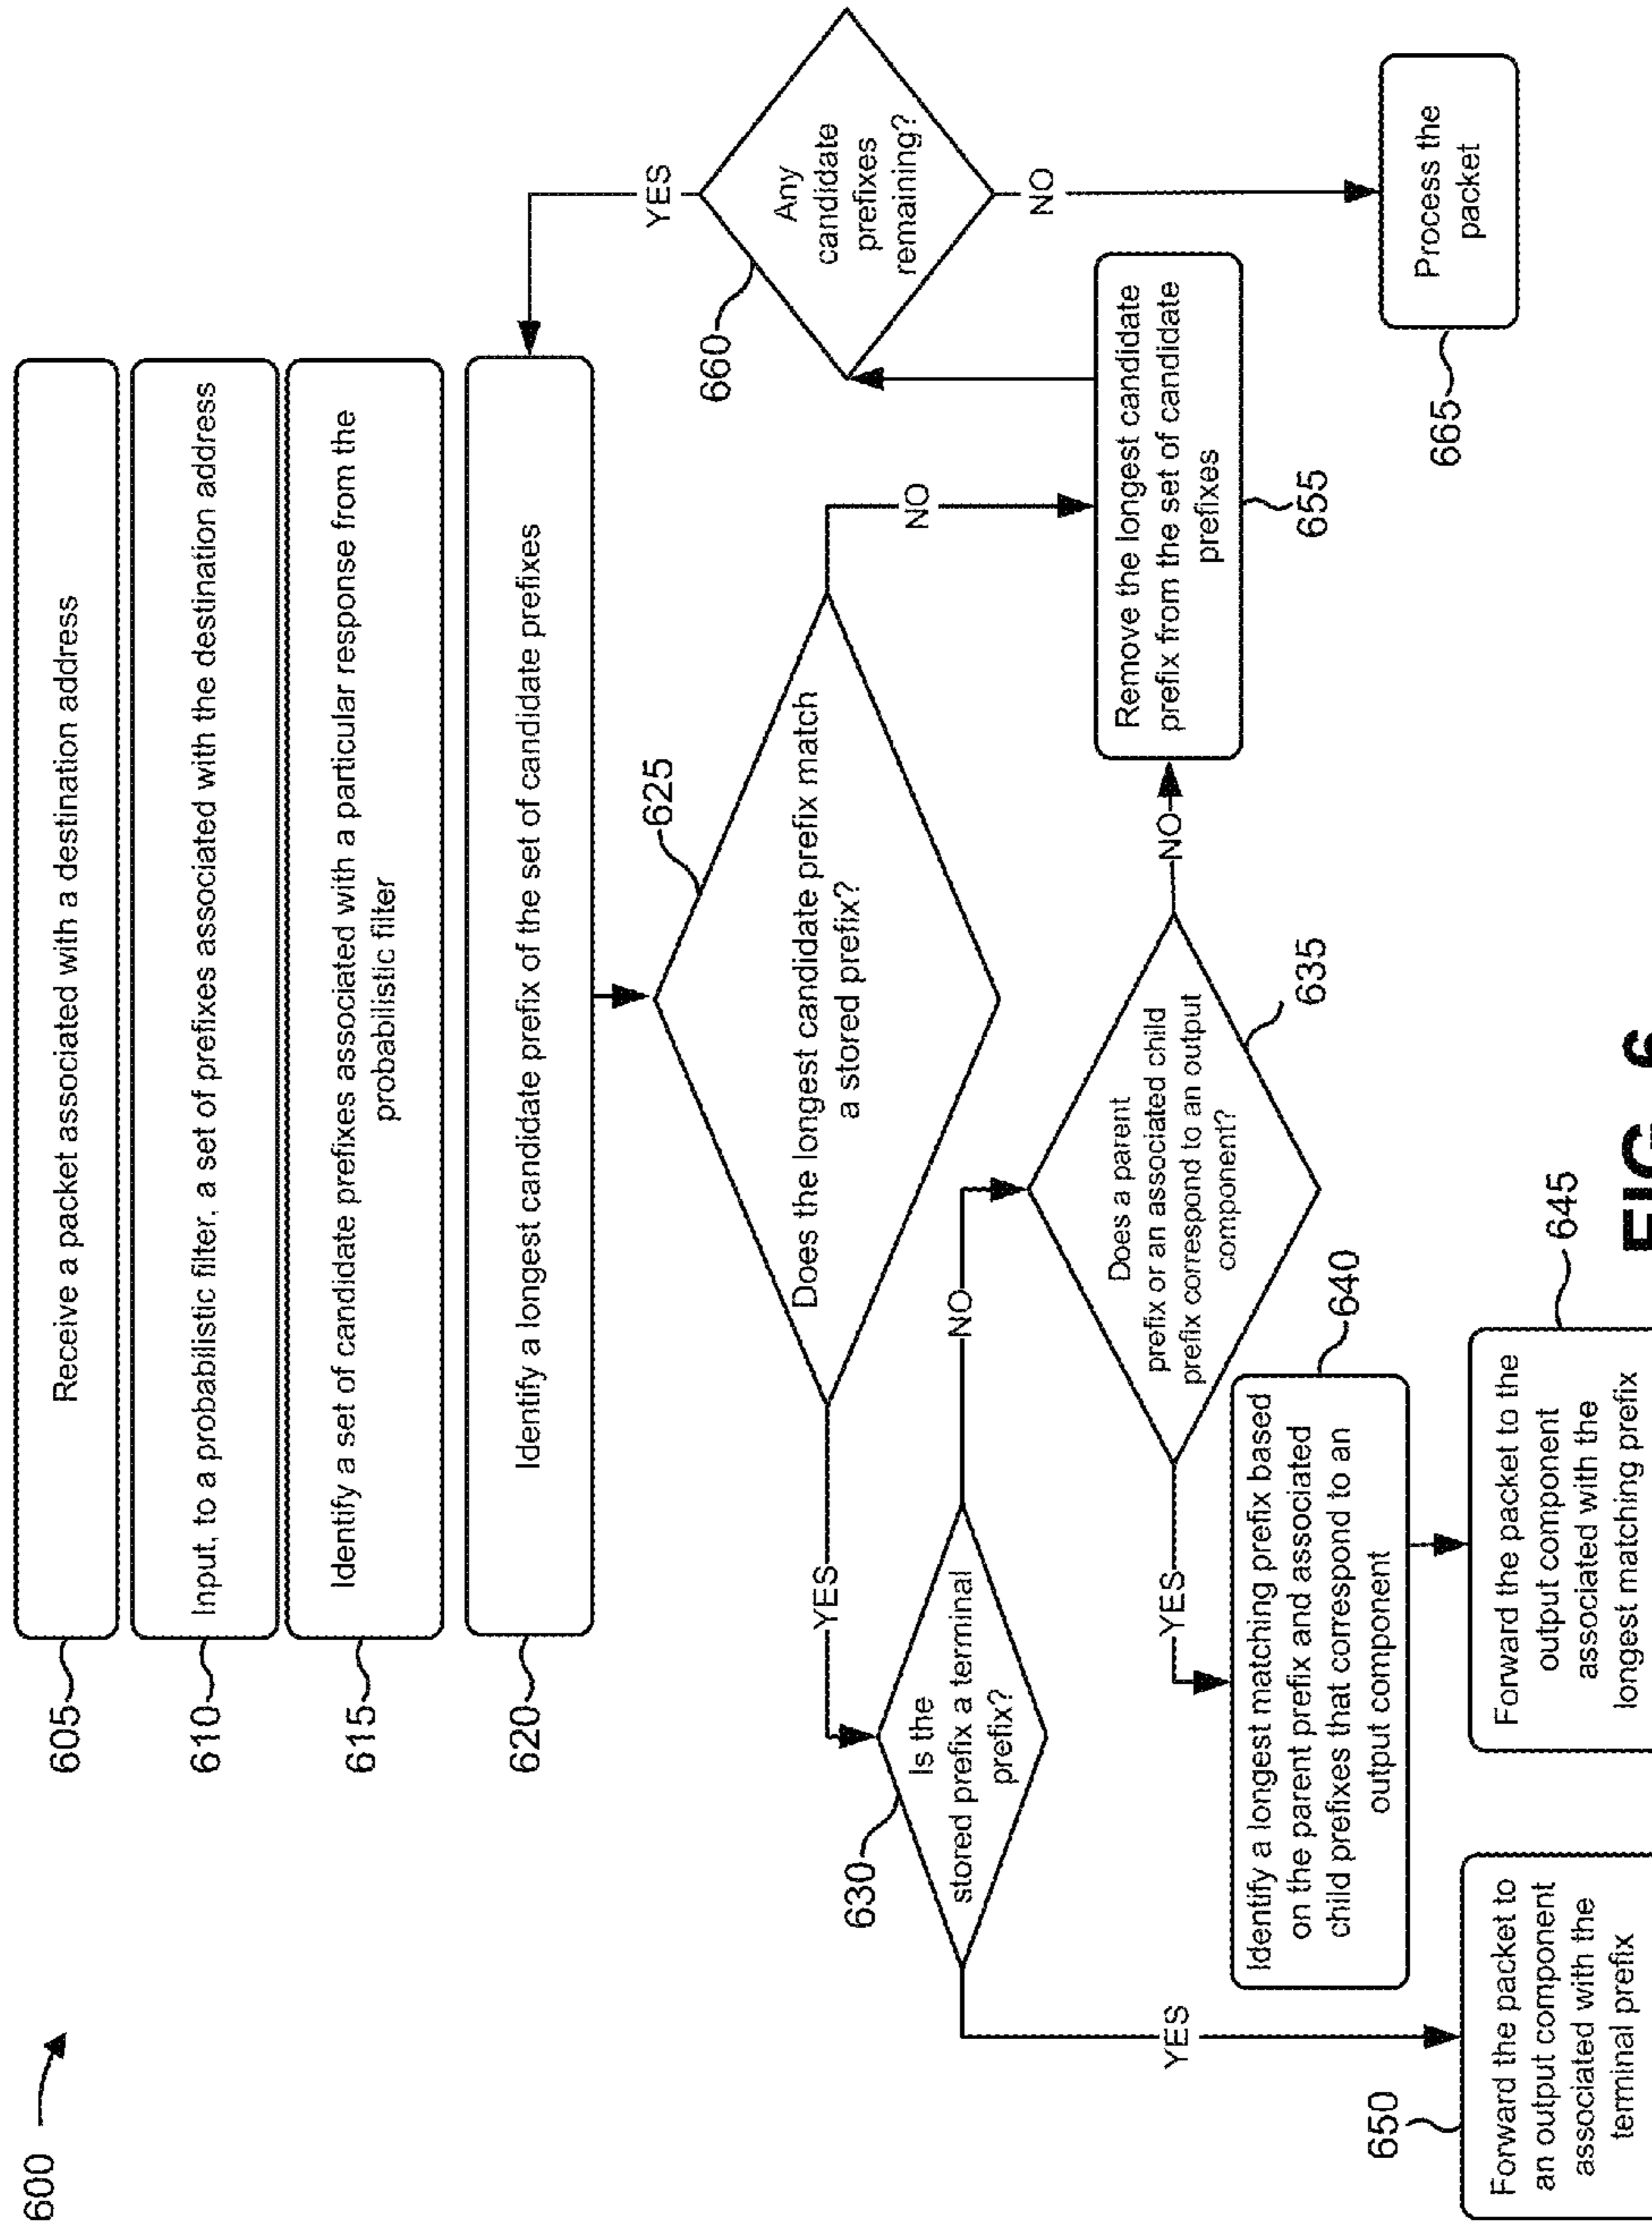 600
605
Receive a packet associated with a destination address
610
Input, to a probabilistic filter, a set of prefixes associated with the destination address
615
Identify a set of candidate prefixes associated with a particular response from the
probabilistic filter
620
Identify a longest candidate prefix of the set of candidate prefixes
625
Does the longest candidate prefix match
a stored prefix?
YES
NO
630
Is the
stored prefix a terminal
prefix?
NO
YES
635
Does a parent
prefix or an associated child
prefix correspond to an output
component?
YES
NO
640
Identify a longest matching prefix based
on the parent prefix and associated
child prefixes that correspond to an
output component
645
Forward the packet to the
output component
associated with the
longest matching prefix
650
Forward the packet to
an output component
associated with the
terminal prefix
655
Remove the longest candidate
prefix from the set of candidate
prefixes
660
Any
candidate
prefixes
remaining?
YES
NO
665
Process the
packet
FIG. 6